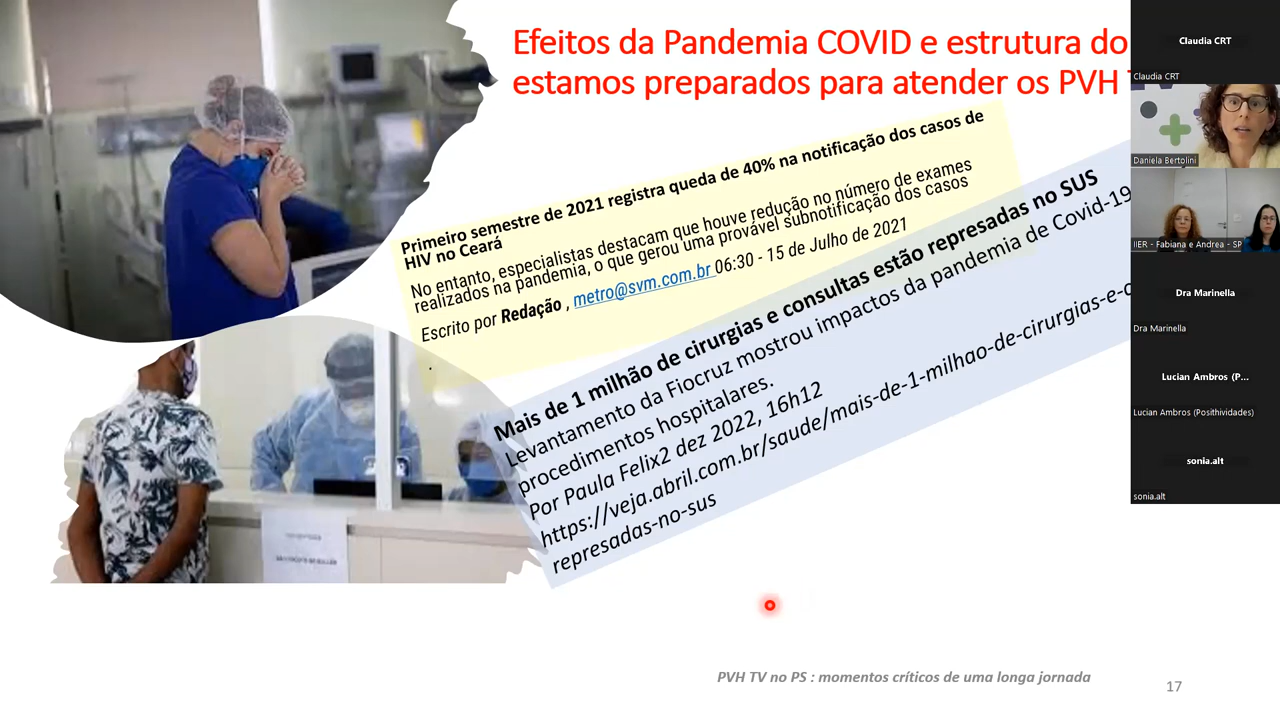 Efeitos da Pandemia COVID e estrutura do
estamos preparados para atender os PVH
Primeiro semestre de 2021 registra queda de 40% na notificação dos casos de
HIV no Ceará
No entanto, especialistas destacam que houve redução no número de exames
realizados na pandemia, o que gerou uma provável subnotificação dos casos
Escrito por Redação , metro@svm.com.br 06:30 - 15 de Julho de 2021
.
Mais de 1 milhão de cirurgias e consultas estão represadas no SUS
Levantamento da Fiocruz mostrou impactos da pandemia de Covid-19
procedimentos hospitalares.
Por Paula Felix2 dez 2022, 16h12
https://veja.abril.com.br/saude/mais-de-1-milhao-de-cirurgias-e-c
represadas-no-sus
PVH TV no PS : momentos críticos de uma longa jornada
17
Claudia CRT
Claudia CRT
Daniela Bertolini
IIER - Fabiana e Andrea - SP
Dra Marinella
Dra Marinella
Lucian Ambros (P...
Lucian Ambros (Posithividades)
sonia.alt
sonia.alt